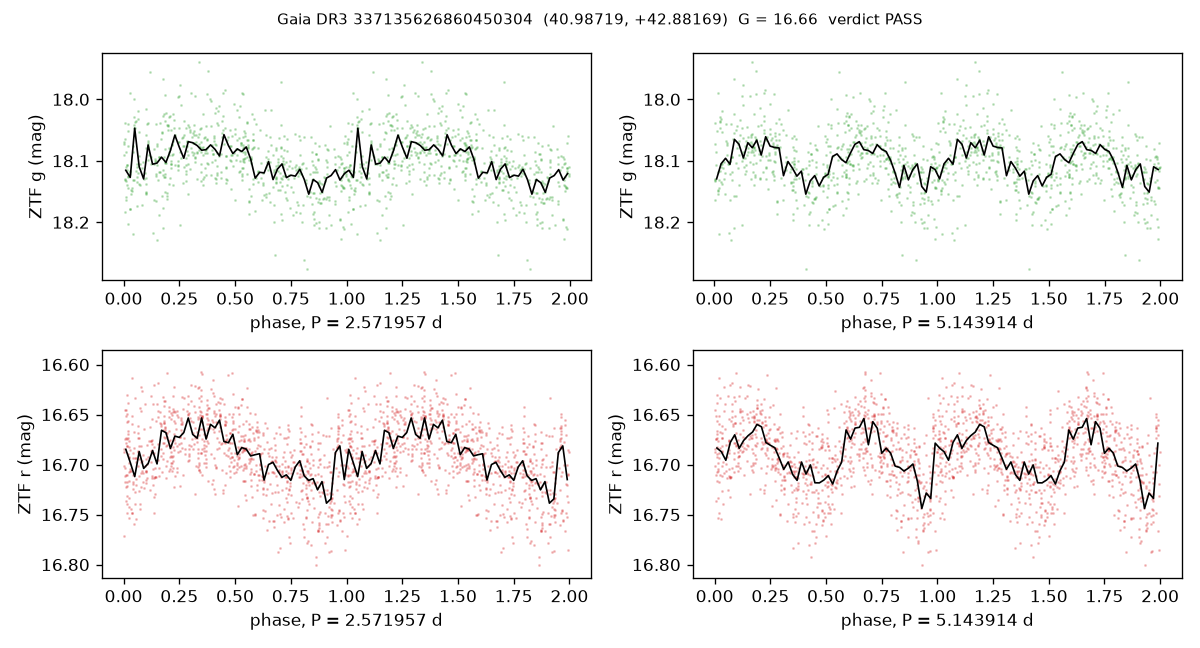 Gaia DR3 337135626860450304  (40.98719, +42.88169)  G = 16.66  verdict PASS
ZTF g (mag)
18.0
18.1
18.2
0.00 0.25 0.50 0.75 1.00 1.25 1.50 1.75 2.00
phase, P = 2.571957 d
ZTF g (mag)
18.0
18.1
18.2
0.00 0.25 0.50 0.75 1.00 1.25 1.50 1.75 2.00
phase, P = 5.143914 d
ZTF r (mag)
16.60
16.65
16.70
16.75
16.80
0.00 0.25 0.50 0.75 1.00 1.25 1.50 1.75 2.00
phase, P = 2.571957 d
ZTF r (mag)
16.60
16.65
16.70
16.75
16.80
0.00 0.25 0.50 0.75 1.00 1.25 1.50 1.75 2.00
phase, P = 5.143914 d